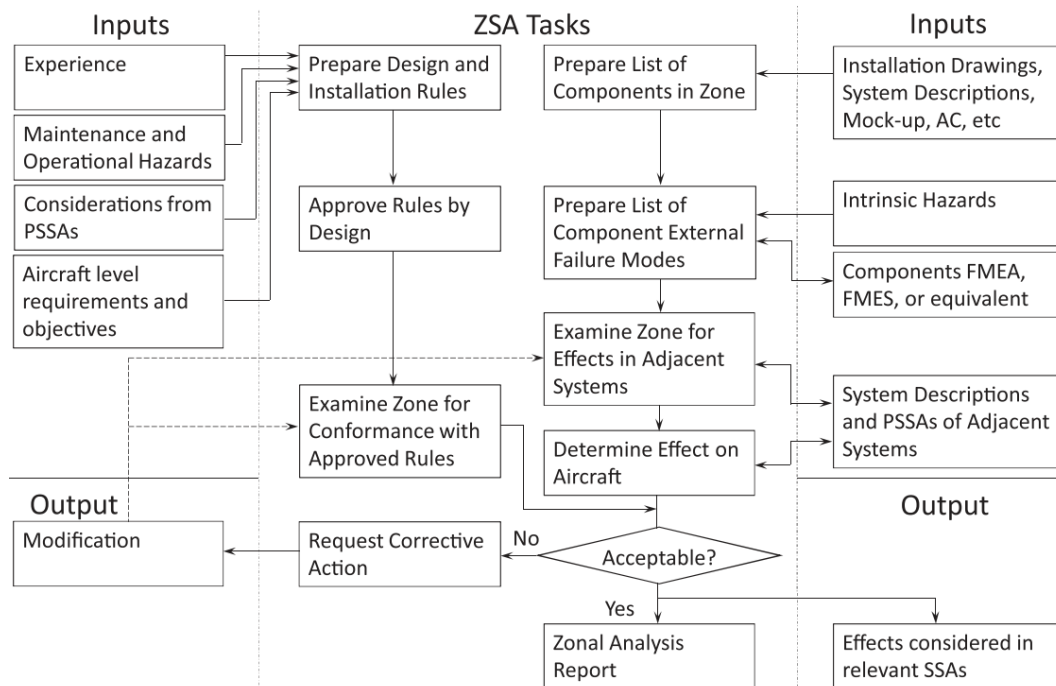 Inputs
ZSA Tasks
Inputs
Experience
Maintenance and
Operational Hazards
Considerations from
PSSAs
Aircraft level
requirements and
objectives
Output
Modification
Prepare Design and
Installation Rules
Approve Rules by
Design
Examine Zone for
Conformance with
Approved Rules
Request Corrective
Action
Prepare List of
Components in Zone
Prepare List of
Component External
Failure Modes
Examine Zone for
Effects in Adjacent
Systems
Determine Effect on
Aircraft
Acceptable?
No
Yes
Zonal Analysis
Report
Installation Drawings,
System Descriptions,
Mock-up, AC, etc
Intrinsic Hazards
Components FMEA,
FMES, or equivalent
System Descriptions
and PSSAs of Adjacent
Systems
Output
Effects considered in
relevant SSAs